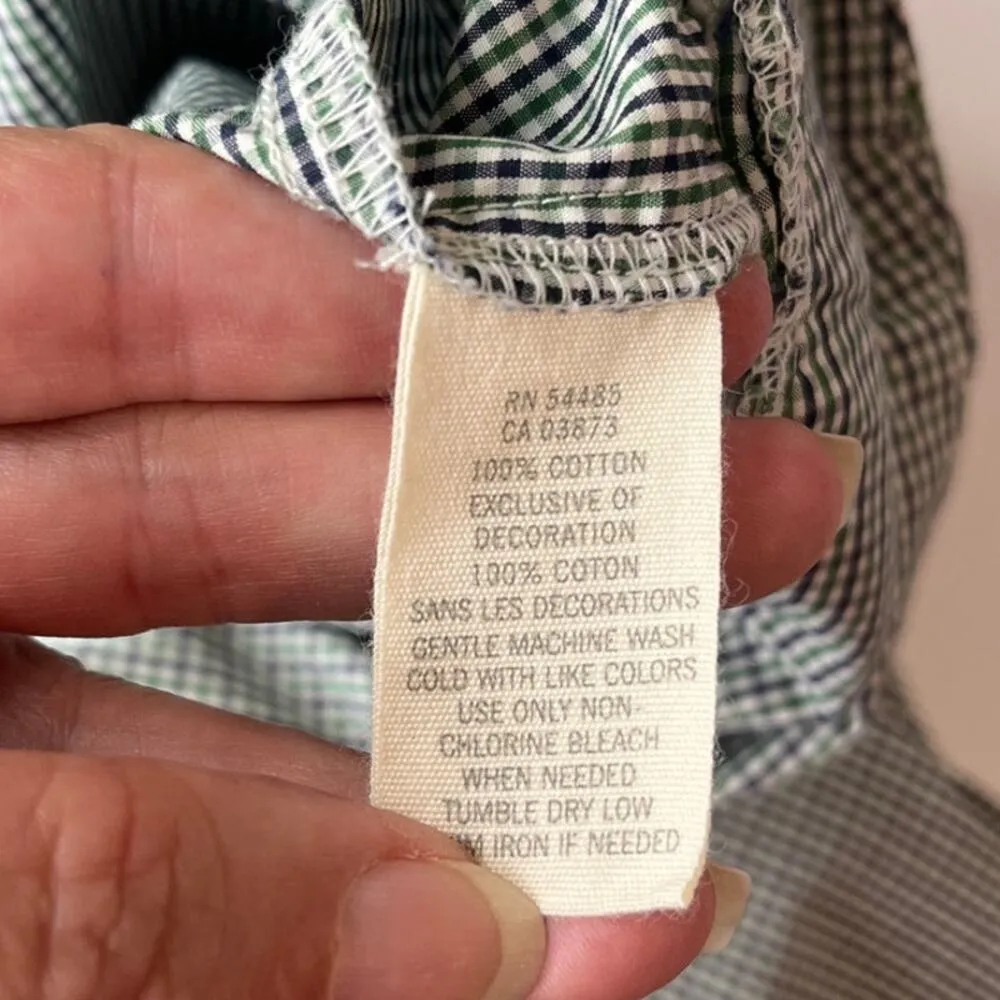 RN 54485
CA 03873
100% COTTON
EXCLUSIVE OF
DECORATION
100% COTON
SANS LES DECORATIONS
GENTLE MACHINE WASH
COLD WITH LIKE COLORS
USE ONLY NON-
CHLORINE BLEACH
WHEN NEEDED
TUMBLE DRY LOW
IRON IF NEEDED